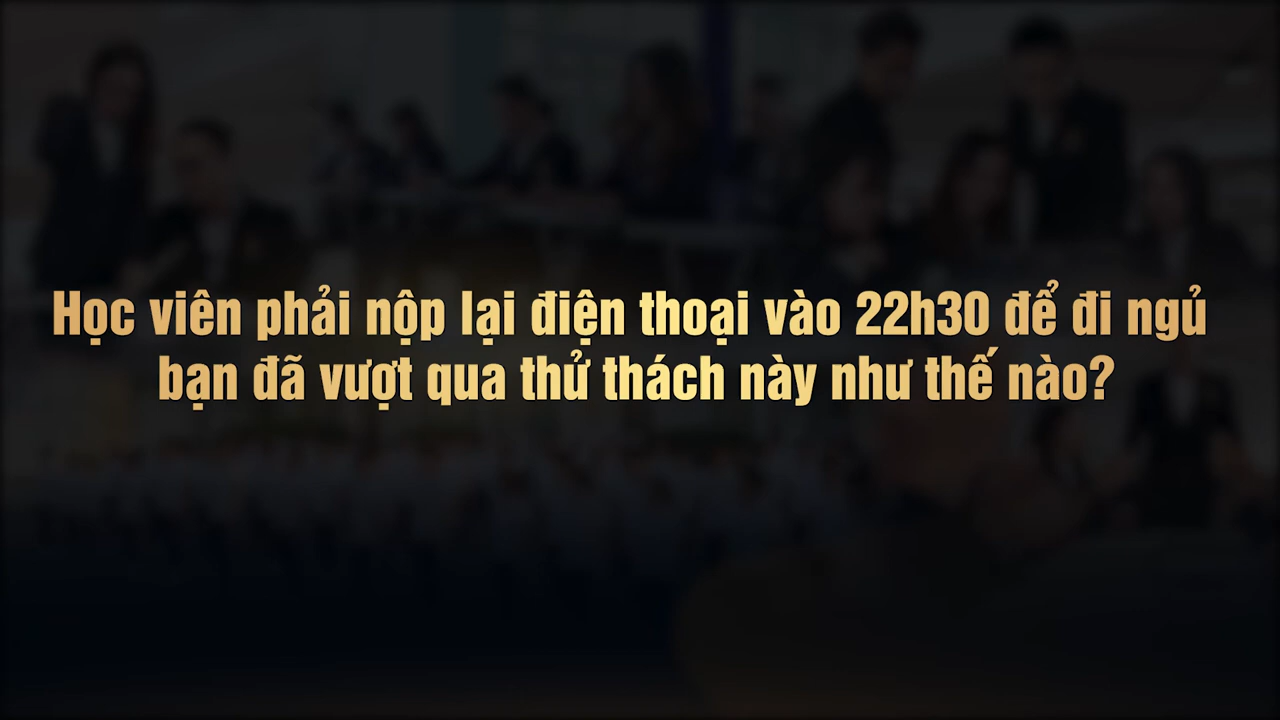 Học viên phải nộp lại điện thoại vào 22h30 để đi ngủ
bạn đã vượt qua thử thách này như thế nào?